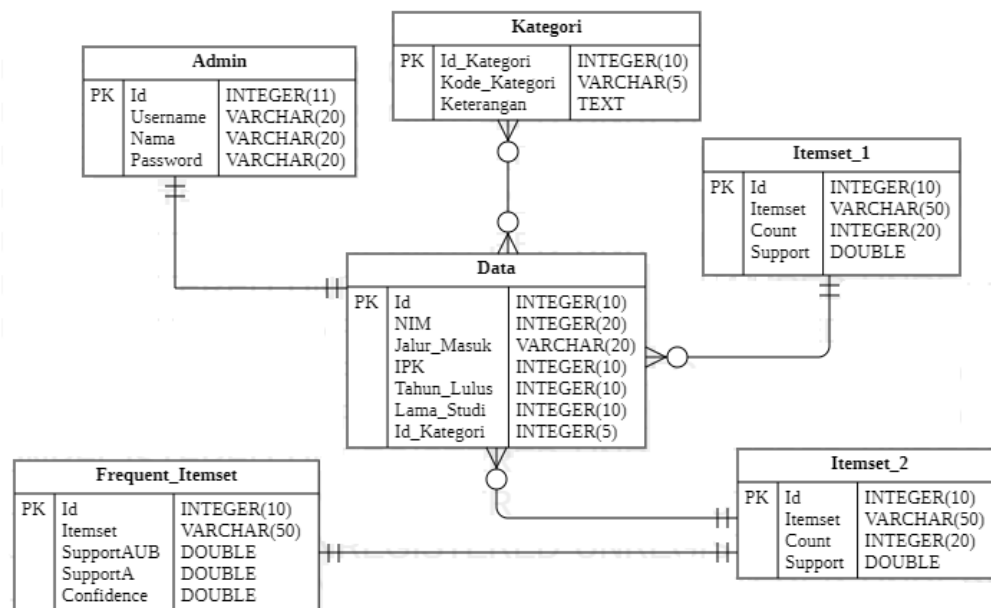 Kategori
PK Id_Kategori INTEGER(10)
Kode_Kategori VARCHAR(5)
Keterangan TEXT
Admin
PK Id INTEGER(11)
Username VARCHAR(20)
Nama VARCHAR(20)
Password VARCHAR(20)
Itemset_1
PK Id INTEGER(10)
Itemset VARCHAR(50)
Count INTEGER(20)
Support DOUBLE
Data
PK Id INTEGER(10)
NIM INTEGER(20)
Jalur_Masuk VARCHAR(20)
IPK INTEGER(10)
Tahun_Lulus INTEGER(10)
Lama_Studi INTEGER(10)
Id_Kategori INTEGER(5)
Frequent_Itemset
PK Id INTEGER(10)
Itemset VARCHAR(50)
SupportAUB DOUBLE
SupportA DOUBLE
Confidence DOUBLE
Itemset_2
PK Id INTEGER(10)
Itemset VARCHAR(50)
Count INTEGER(20)
Support DOUBLE